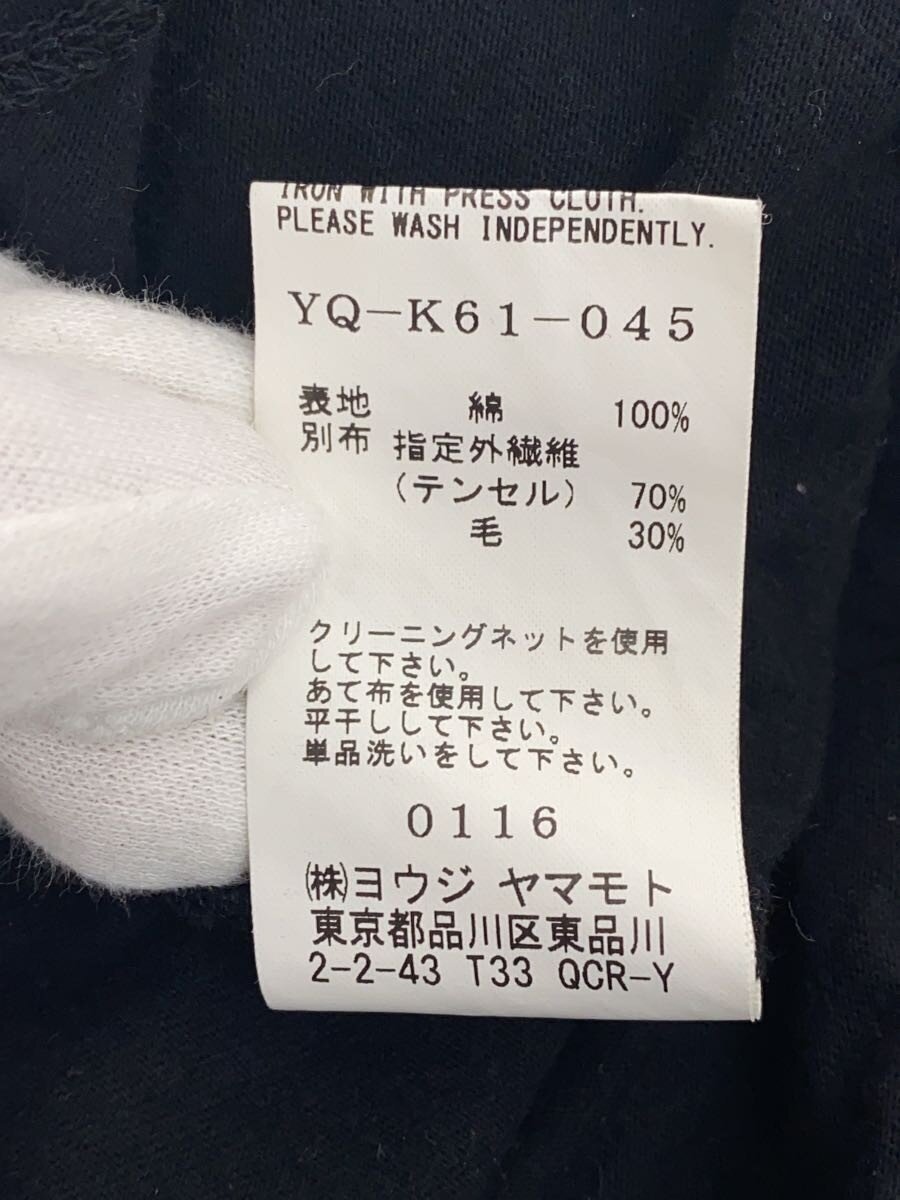 IRON WITH PRESS CLOTH.
PLEASE WASH INDEPENDENTLY.
YQ-K61-045
表地 綿 100%
別布 指定外繊維
(テンセル) 70%
毛 30%
クリーニングネットを使用
して下さい。
あて布を使用して下さい。
平干しして下さい。
単品洗いをして下さい。
0116
㈱ヨウジ ヤマモト
東京都品川区東品川
2-2-43 T33 QCR-Y